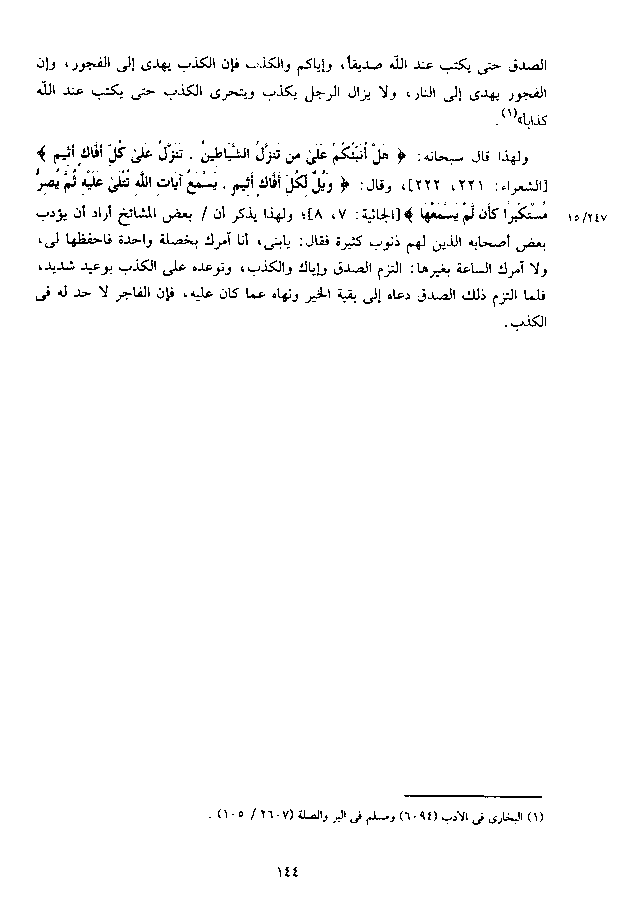 الصدق حتى يكتب عند الله صديقاً، وإياكم والكذب فإن الكذب يهدى إلى الفجور، وإن
الفجور يهدى إلى النار، ولا يزال الرجل يكذب ويتحرى الكذب حتى يكتب عند الله
كذابا»(١).
ولهذا قال سبحانه: ﴿ هَلْ أُنَبِّئُكُمْ عَلَىٰ مَن تَنَزَّلُ الشَّيَاطِينُ . تَنَزَّلُ عَلَىٰ كُلِّ أَفَّاكٍ أَثِيمٍ ﴾
[الشعراء: ٢٢١، ٢٢٢]، وقال: ﴿ وَيْلٌ لِّكُلِّ أَفَّاكٍ أَثِيمٍ . يَسْمَعُ آيَاتِ اللَّهِ تُتْلَىٰ عَلَيْهِ ثُمَّ يُصِرُّ
مُسْتَكْبِرًا كَأَن لَّمْ يَسْمَعْهَا ﴾ [الجاثية: ٧، ٨]؛ ولهذا يذكر أن / بعض المشائخ أراد أن يؤدب
١٥/٢٤٧
بعض أصحابه الذين لهم ذنوب كثيرة فقال: يابنى، أنا آمرك بخصلة واحدة فاحفظها لى،
ولا آمرك الساعة بغيرها: التزم الصدق وإياك والكذب، وتوعده على الكذب بوعيد شديد،
فلما التزم ذلك الصدق دعاه إلى بقية الخير ونهاه عما كان عليه، فإن الفاجر لا حد له فى
الكذب.
(١) البخارى فى الأدب (٦٠٩٤) ومسلم فى البر والصلة (٢٦٠٧ / ١٠٥) .
١٤٤